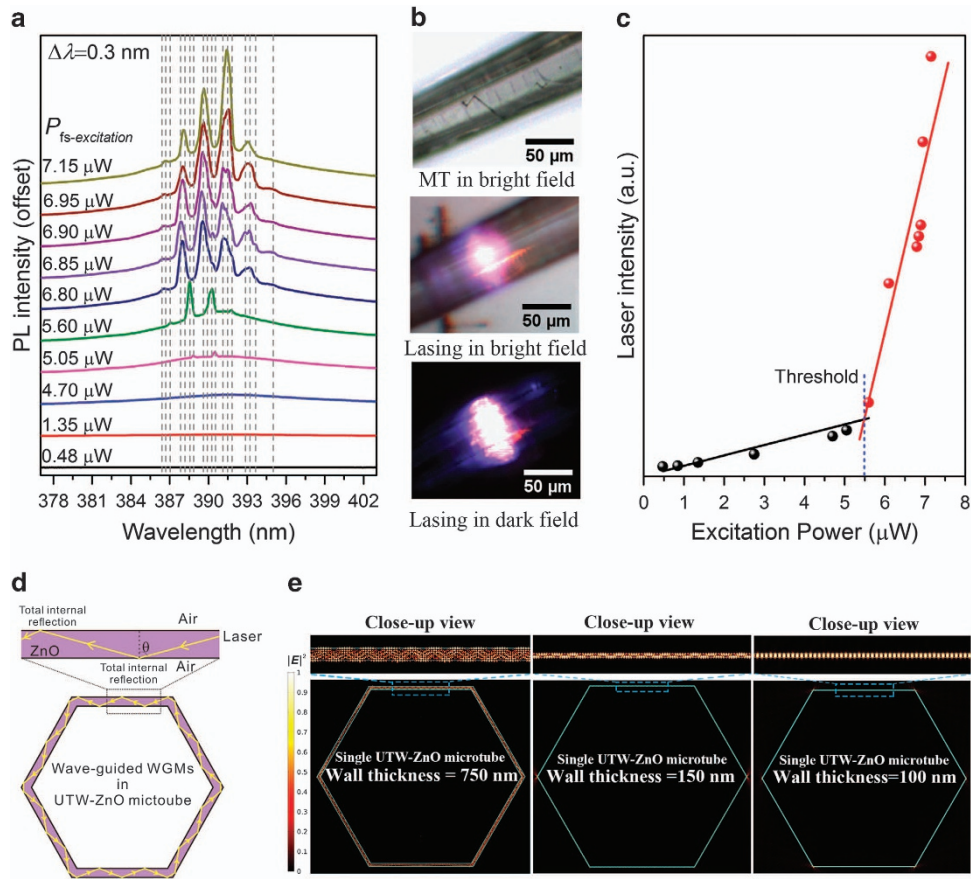 a
Δλ=0.3 nm
P fs-excitation
7.15 μW
6.95 μW
6.90 μW
6.85 μW
6.80 μW
5.60 μW
5.05 μW
4.70 μW
1.35 μW
0.48 μW
PL intensity (offset)
378 381 384 387 390 393 396 399 402
Wavelength (nm)
b
50 μm
MT in bright field
50 μm
Lasing in bright field
50 μm
Lasing in dark field
c
Laser intensity (a.u.)
Threshold
0 1 2 3 4 5 6 7 8
Excitation Power (μW)
d
Total internal
reflection
Air
Laser
ZnO
θ
Total internal
reflection
Air
Wave-guided WGMs
in
UTW-ZnO mictoube
e
Close-up view Close-up view Close-up view
|E|²
1
0.9
0.8
0.7
0.6
0.5
0.4
0.3
0.2
0.1
0
Single UTW-ZnO microtube
Wall thickness = 750 nm
Single UTW-ZnO microtube
Wall thickness =150 nm
Single UTW-ZnO microtube
Wall thickness=100 nm